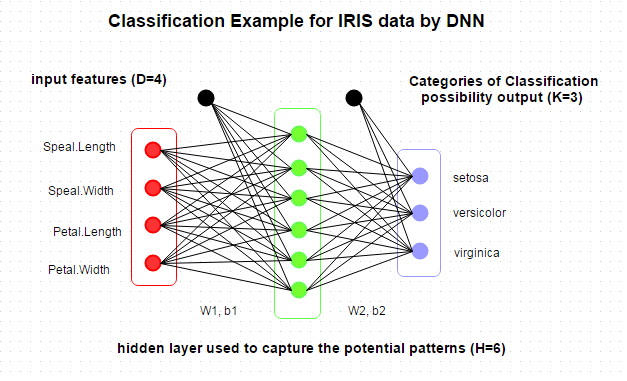 Classification Example for IRIS data by DNN
input features (D=4)
Categories of Classification
possibility output (K=3)
Speal.Length
Speal.Width
Petal.Length
Petal.Width
setosa
versicolor
virginica
W1, b1
W2, b2
hidden layer used to capture the potential patterns (H=6)